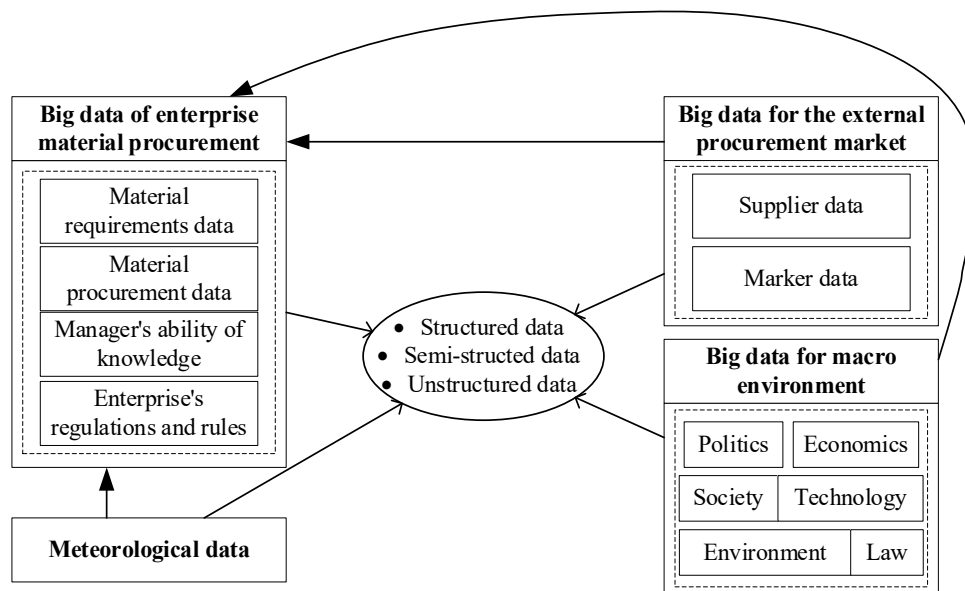 Big data of enterprise
material procurement
Material
requirements data
Material
procurement data
Manager's ability of
knowledge
Enterprise's
regulations and rules
Meteorological data
• Structured data
• Semi-structed data
• Unstructured data
Big data for the external
procurement market
Supplier data
Marker data
Big data for macro
environment
Politics Economics
Society Technology
Environment Law